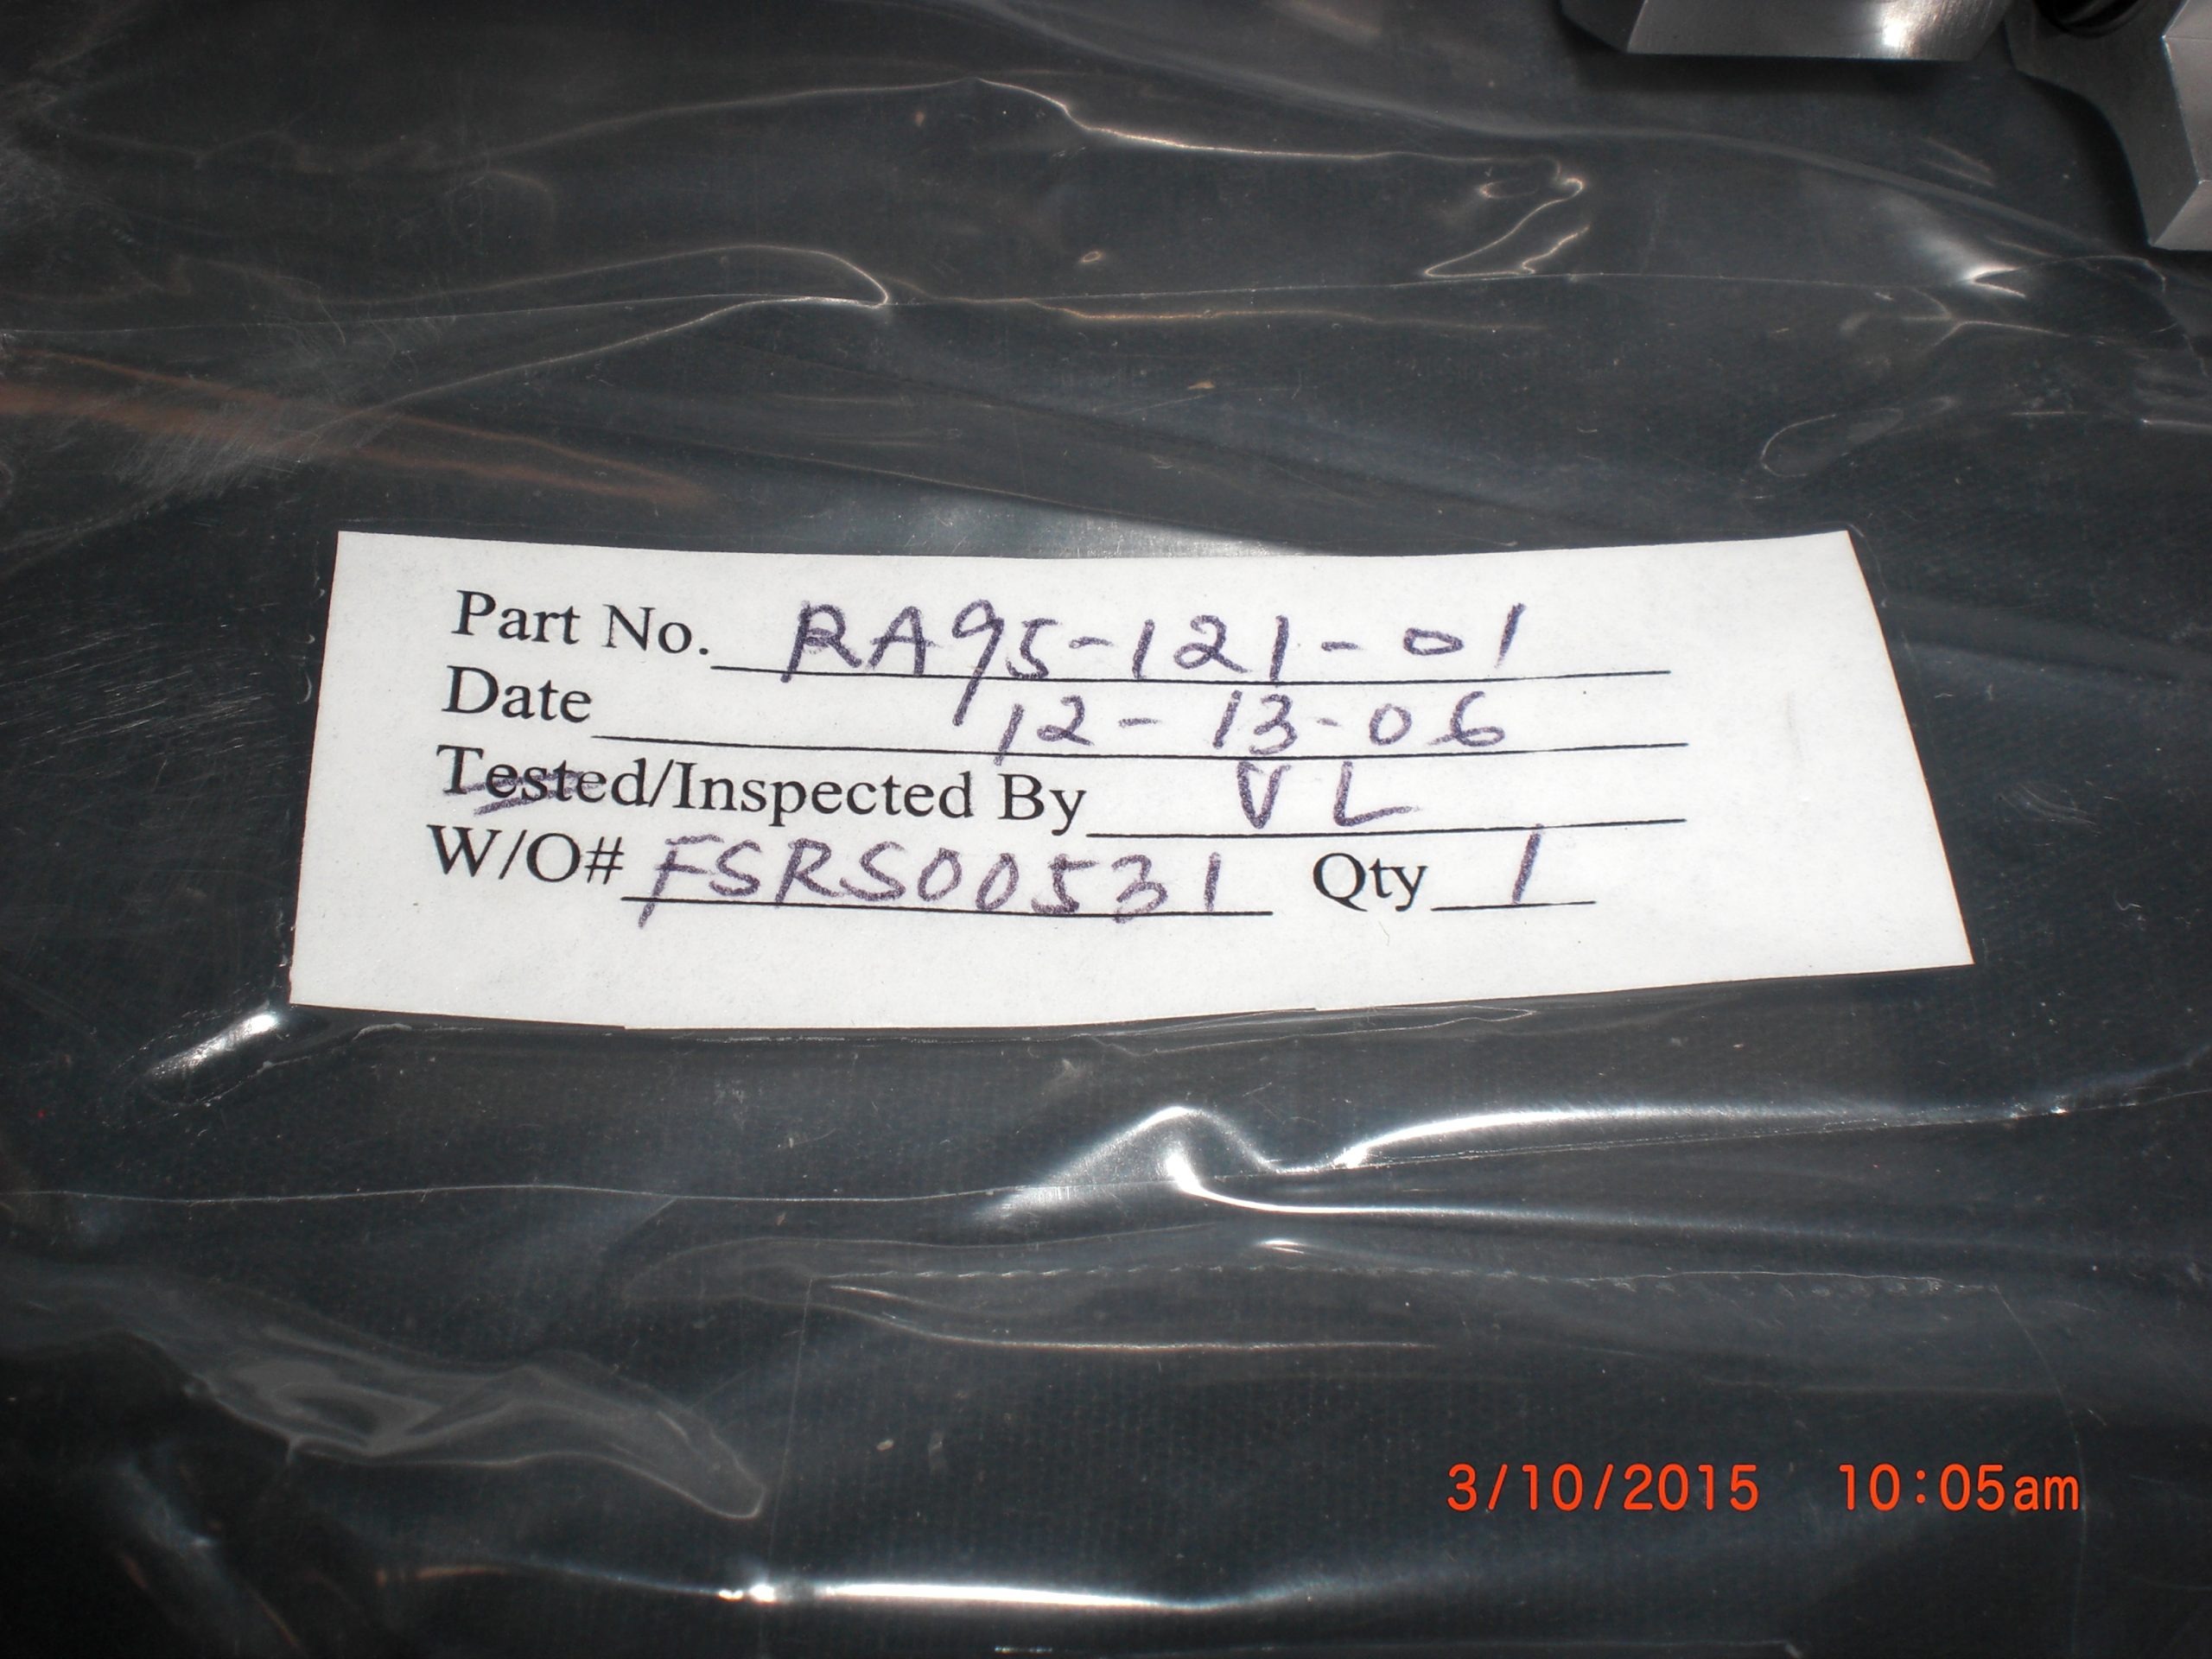 Part No. RA95-121-01
Date 12-13-06
Tested/Inspected By VL
W/O# FSRS00531 Qty 1
3/10/2015 10:05am